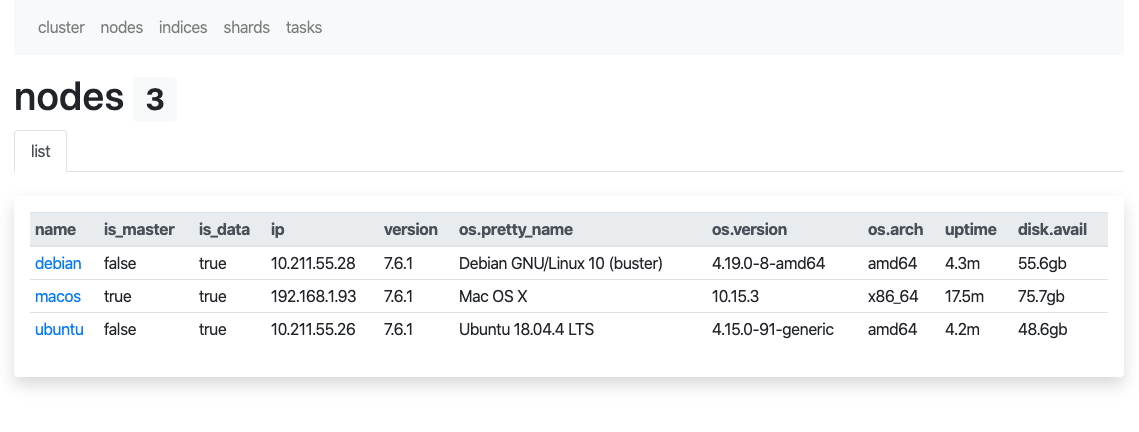 cluster nodes indices shards tasks
nodes 3
list
name is_master is_data ip version os.pretty_name os.version os.arch uptime disk.avail
debian false true 10.211.55.28 7.6.1 Debian GNU/Linux 10 (buster) 4.19.0-8-amd64 amd64 4.3m 55.6gb
macos true true 192.168.1.93 7.6.1 Mac OS X 10.15.3 x86_64 17.5m 75.7gb
ubuntu false true 10.211.55.26 7.6.1 Ubuntu 18.04.4 LTS 4.15.0-91-generic amd64 4.2m 48.6gb